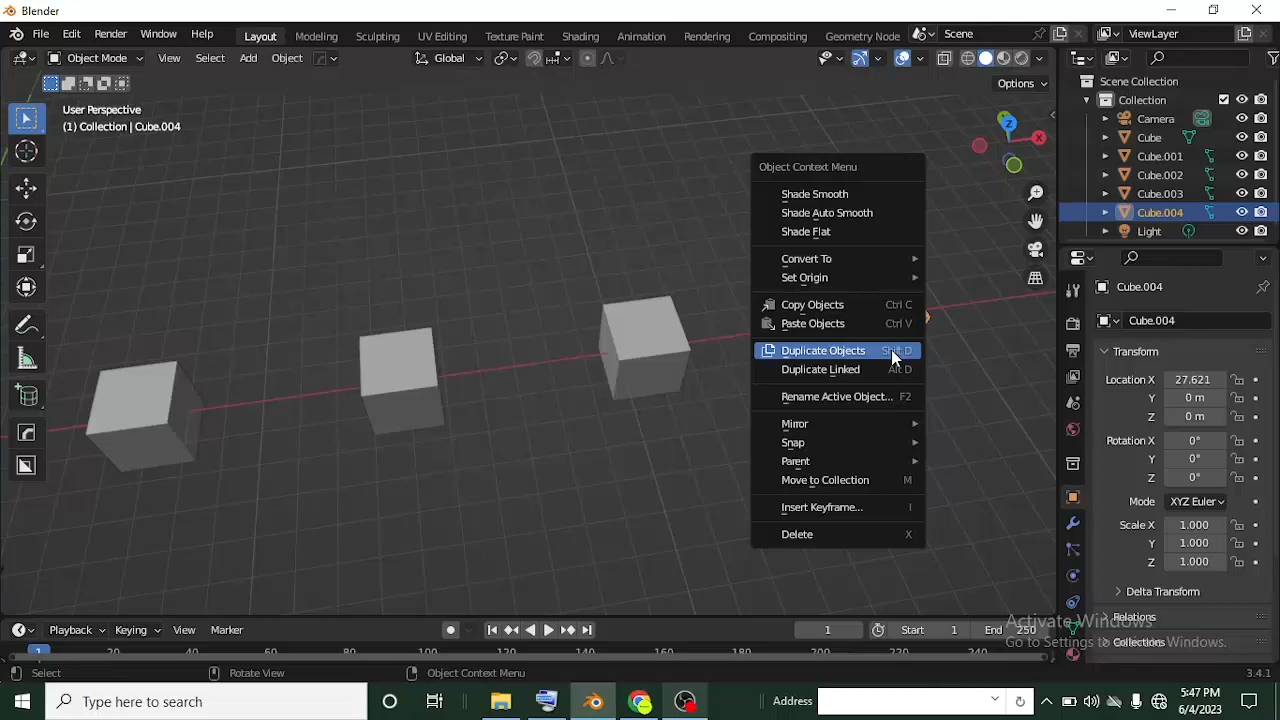 Blender
File Edit Render Window Help
Layout Modeling Sculpting UV Editing Texture Paint Shading Animation Rendering Compositing Geometry Node
Scene
ViewLayer
Object Mode View Select Add Object
Global
Options
User Perspective
(1) Collection | Cube.004
Z
X
Object Context Menu
Shade Smooth
Shade Auto Smooth
Shade Flat
Convert To
Set Origin
Copy Objects Ctrl C
Paste Objects Ctrl V
Duplicate Objects Shift D
Duplicate Linked Alt D
Rename Active Object... F2
Mirror
Snap
Parent
Move to Collection M
Insert Keyframe... I
Delete X
Scene Collection
Collection
Camera
Cube
Cube.001
Cube.002
Cube.003
Cube.004
Light
Cube.004
Cube.004
Transform
Location X 27.621
Y 0 m
Z 0 m
Rotation X 0°
Y 0°
Z 0°
Mode XYZ Euler
Scale X 1.000
Y 1.000
Z 1.000
Delta Transform
Relations
Collections
Activate Windows
Go to Settings to activate Windows.
Playback Keying View Marker
1
Start 1
End 250
1 20 40 60 80 100 120 140 160 180 200 220 240
Select
Rotate View
Object Context Menu
3.4.1
Type here to search
Address
5:47 PM
6/4/2023